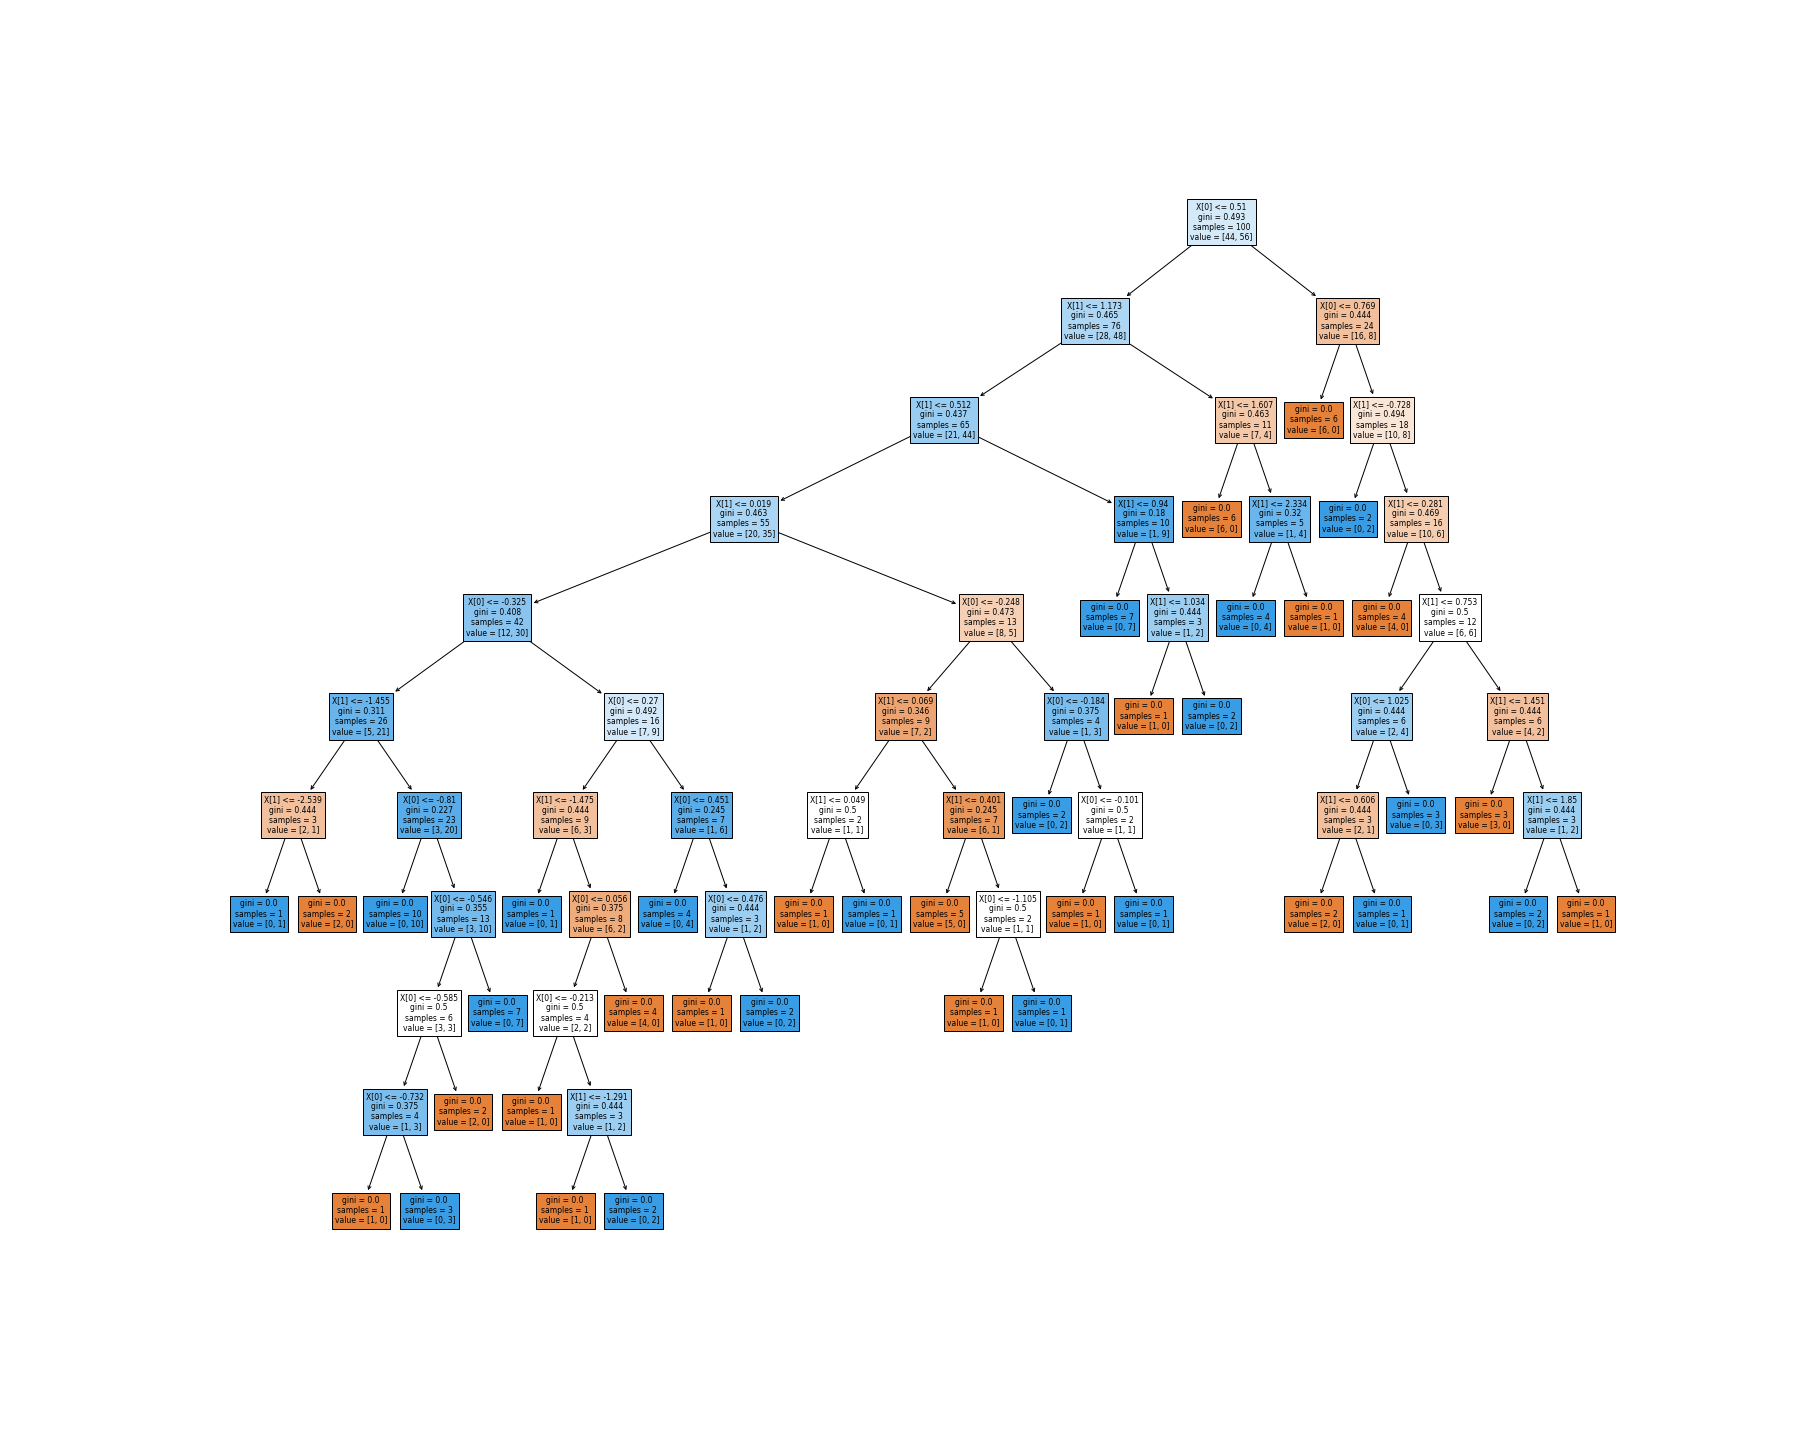 X[0] <= 0.51
gini = 0.493
samples = 100
value = [44, 56]
X[1] <= 1.173
gini = 0.465
samples = 76
value = [28, 48]
X[0] <= 0.769
gini = 0.444
samples = 24
value = [16, 8]
X[1] <= 0.512
gini = 0.437
samples = 65
value = [21, 44]
X[1] <= 1.607
gini = 0.463
samples = 11
value = [7, 4]
gini = 0.0
samples = 6
value = [6, 0]
X[1] <= -0.728
gini = 0.494
samples = 18
value = [10, 8]
X[1] <= 0.019
gini = 0.463
samples = 55
value = [20, 35]
X[1] <= 0.94
gini = 0.18
samples = 10
value = [1, 9]
gini = 0.0
samples = 6
value = [6, 0]
X[1] <= 2.334
gini = 0.32
samples = 5
value = [1, 4]
gini = 0.0
samples = 2
value = [0, 2]
X[1] <= 0.281
gini = 0.469
samples = 16
value = [10, 6]
X[0] <= -0.325
gini = 0.408
samples = 42
value = [12, 30]
X[0] <= -0.248
gini = 0.473
samples = 13
value = [8, 5]
gini = 0.0
samples = 7
value = [0, 7]
X[1] <= 1.034
gini = 0.444
samples = 3
value = [1, 2]
gini = 0.0
samples = 4
value = [0, 4]
gini = 0.0
samples = 1
value = [1, 0]
gini = 0.0
samples = 4
value = [4, 0]
X[1] <= 0.753
gini = 0.5
samples = 12
value = [6, 6]
X[1] <= -1.455
gini = 0.311
samples = 26
value = [5, 21]
X[0] <= 0.27
gini = 0.492
samples = 16
value = [7, 9]
X[1] <= 0.069
gini = 0.346
samples = 9
value = [7, 2]
X[0] <= -0.184
gini = 0.375
samples = 4
value = [1, 3]
gini = 0.0
samples = 1
value = [1, 0]
gini = 0.0
samples = 2
value = [0, 2]
X[0] <= 1.025
gini = 0.444
samples = 6
value = [2, 4]
X[1] <= 1.451
gini = 0.444
samples = 6
value = [4, 2]
X[1] <= -2.539
gini = 0.444
samples = 3
value = [2, 1]
X[0] <= -0.81
gini = 0.227
samples = 23
value = [3, 20]
X[1] <= -1.475
gini = 0.444
samples = 9
value = [6, 3]
X[0] <= 0.451
gini = 0.245
samples = 7
value = [1, 6]
X[1] <= 0.049
gini = 0.5
samples = 2
value = [1, 1]
X[1] <= 0.401
gini = 0.245
samples = 7
value = [6, 1]
gini = 0.0
samples = 2
value = [0, 2]
X[0] <= -0.101
gini = 0.5
samples = 2
value = [1, 1]
X[1] <= 0.606
gini = 0.444
samples = 3
value = [2, 1]
gini = 0.0
samples = 3
value = [0, 3]
gini = 0.0
samples = 3
value = [3, 0]
X[1] <= 1.85
gini = 0.444
samples = 3
value = [1, 2]
gini = 0.0
samples = 1
value = [0, 1]
gini = 0.0
samples = 2
value = [2, 0]
gini = 0.0
samples = 10
value = [0, 10]
X[0] <= -0.546
gini = 0.355
samples = 13
value = [3, 10]
gini = 0.0
samples = 1
value = [0, 1]
X[0] <= 0.056
gini = 0.375
samples = 8
value = [6, 2]
gini = 0.0
samples = 4
value = [0, 4]
X[0] <= 0.476
gini = 0.444
samples = 3
value = [1, 2]
gini = 0.0
samples = 1
value = [1, 0]
gini = 0.0
samples = 1
value = [0, 1]
gini = 0.0
samples = 5
value = [5, 0]
X[0] <= -1.105
gini = 0.5
samples = 2
value = [1, 1]
gini = 0.0
samples = 1
value = [1, 0]
gini = 0.0
samples = 1
value = [0, 1]
gini = 0.0
samples = 2
value = [2, 0]
gini = 0.0
samples = 1
value = [0, 1]
gini = 0.0
samples = 2
value = [0, 2]
gini = 0.0
samples = 1
value = [1, 0]
X[0] <= -0.585
gini = 0.5
samples = 6
value = [3, 3]
gini = 0.0
samples = 7
value = [0, 7]
X[0] <= -0.213
gini = 0.5
samples = 4
value = [2, 2]
gini = 0.0
samples = 4
value = [4, 0]
gini = 0.0
samples = 1
value = [1, 0]
gini = 0.0
samples = 2
value = [0, 2]
gini = 0.0
samples = 1
value = [1, 0]
gini = 0.0
samples = 1
value = [0, 1]
X[0] <= -0.732
gini = 0.375
samples = 4
value = [1, 3]
gini = 0.0
samples = 2
value = [2, 0]
gini = 0.0
samples = 1
value = [1, 0]
X[1] <= -1.291
gini = 0.444
samples = 3
value = [1, 2]
gini = 0.0
samples = 1
value = [1, 0]
gini = 0.0
samples = 3
value = [0, 3]
gini = 0.0
samples = 1
value = [1, 0]
gini = 0.0
samples = 2
value = [0, 2]